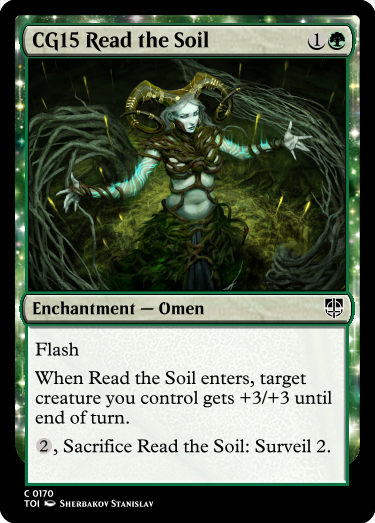 CG15 Read the Soil 1
Enchantment — Omen
Flash
When Read the Soil enters, target
creature you control gets +3/+3 until
end of turn.
2, Sacrifice Read the Soil: Surveil 2.
C 0170
TOI Sherbakov Stanislav